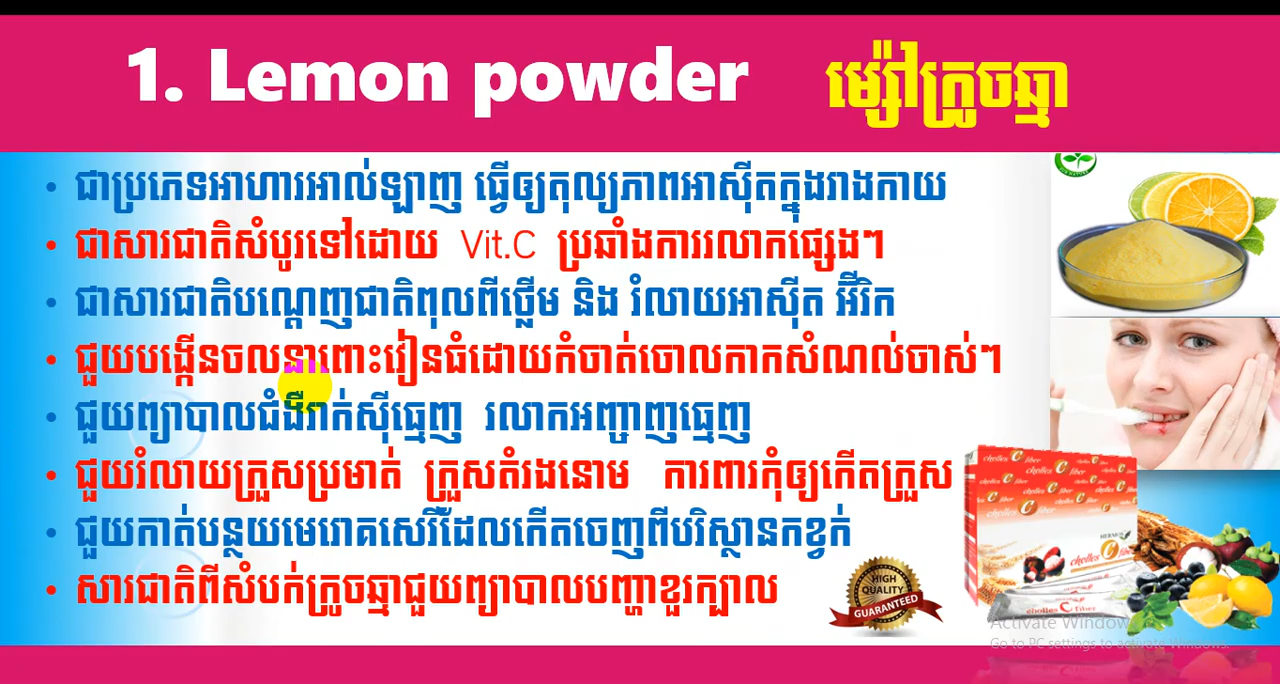 1. Lemon powder ម្សៅក្រូចឆ្មា
• ជាប្រភេទអាហារអាល់ឡាញ ធ្វើឲ្យតុល្យភាពអាស៊ីតក្នុងរាងកាយ
• ជាសារជាតិសំបូរទៅដោយ Vit.C ប្រឆាំងការរលាកផ្សេងៗ
• ជាសារជាតិបណ្តេញជាតិពុលពីថ្លើម និង រំលាយអាស៊ីត អ៊ីរិក
• ជួយបង្កើនចលនាពោះវៀនធំដោយកំចាត់ចោលកាកសំណល់ចាស់ៗ
• ជួយព្យាបាលជំងឺរាក់ស៊ីធ្មេញ រលាកអញ្ចាញធ្មេញ
• ជួយរំលាយក្រួសប្រមាត់ ក្រួសតំរងនោម ការពារកុំឲ្យកើតក្រួស
• ជួយកាត់បន្ថយមេរោគសេរីដែលកើតចេញពីបរិស្ថានកខ្វក់
• សារជាតិពីសំបក់ក្រូចឆ្មាជួយព្យាបាលបញ្ហាខួរក្បាល
HIGH
QUALITY
GUARANTEED
cholles C fiber
Activate Windows
Go to PC settings to activate Windows.